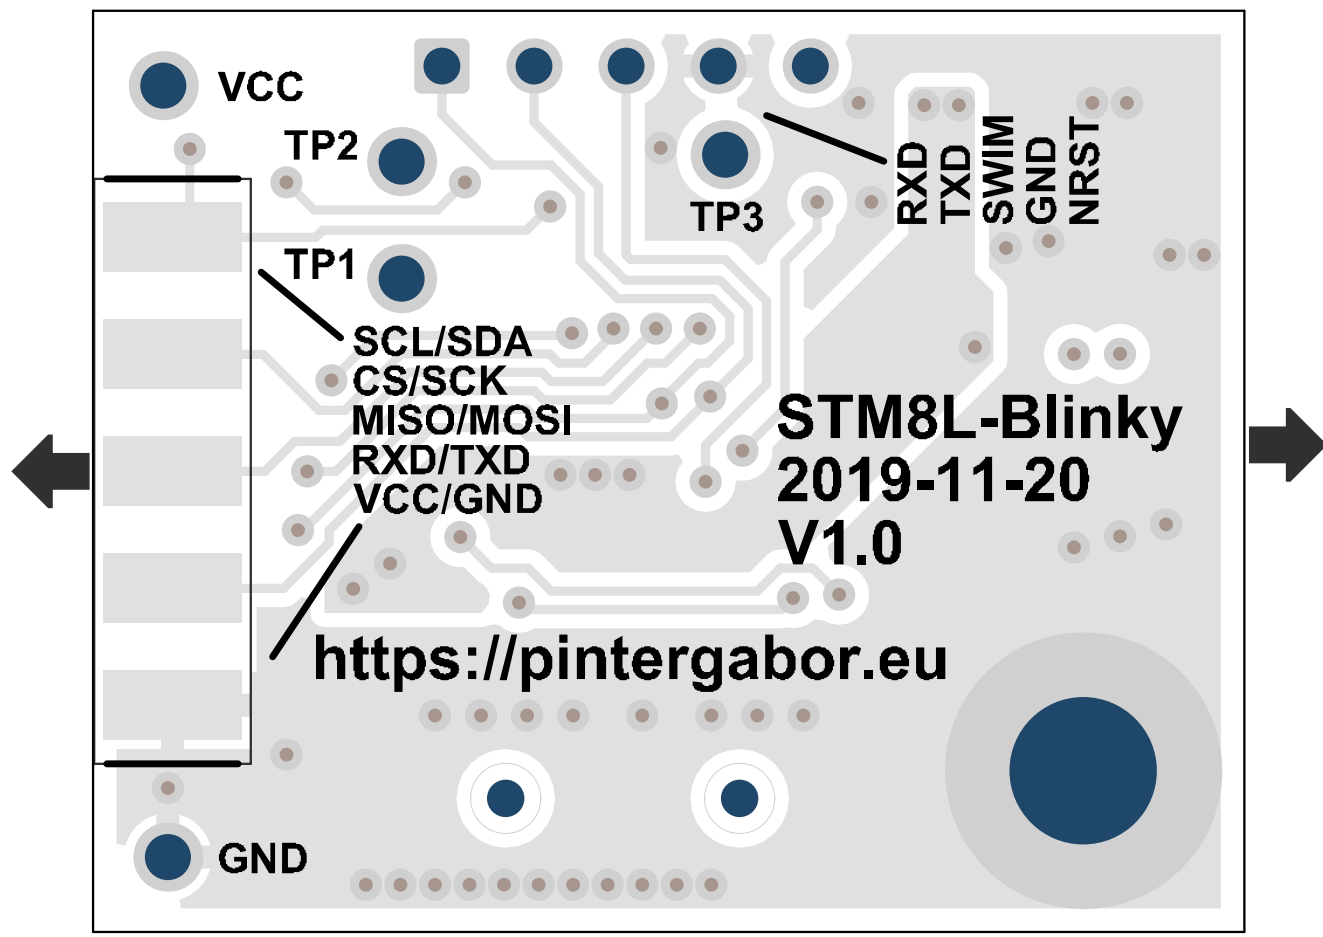 VCC
TP2
RXD
TXD
SWIM
GND
NRST
TP3
TP1
SCL/SDA
CS/SCK
MISO/MOSI
RXD/TXD
VCC/GND
STM8L-Blinky
2019-11-20
V1.0
https://pintergabor.eu
GND